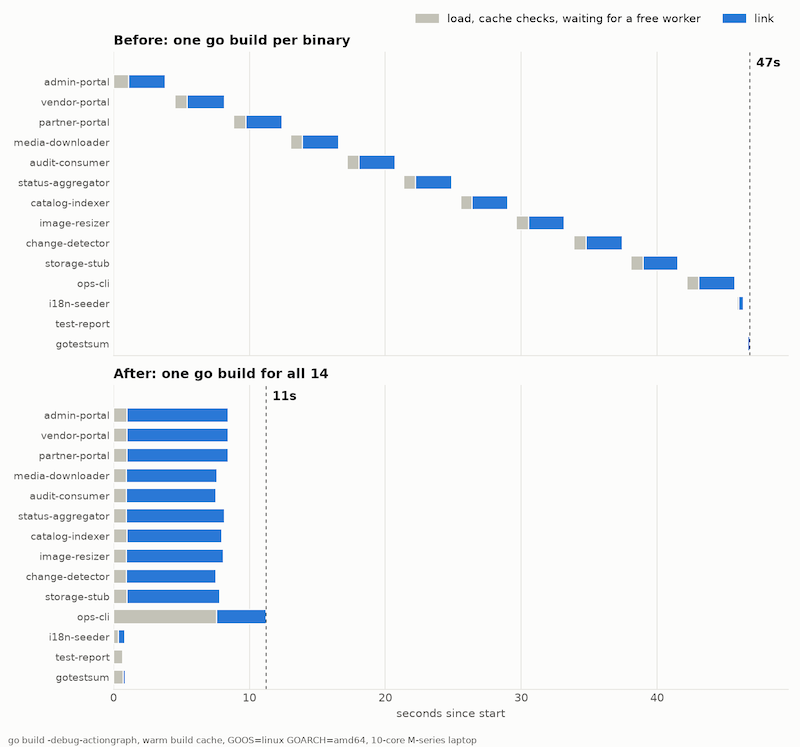 load, cache checks, waiting for a free worker
link
Before: one go build per binary
47s
admin-portal
vendor-portal
partner-portal
media-downloader
audit-consumer
status-aggregator
catalog-indexer
image-resizer
change-detector
storage-stub
ops-cli
i18n-seeder
test-report
gotestsum
After: one go build for all 14
11s
admin-portal
vendor-portal
partner-portal
media-downloader
audit-consumer
status-aggregator
catalog-indexer
image-resizer
change-detector
storage-stub
ops-cli
i18n-seeder
test-report
gotestsum
0 10 20 30 40
seconds since start
go build -debug-actiongraph, warm build cache, GOOS=linux GOARCH=amd64, 10-core M-series laptop